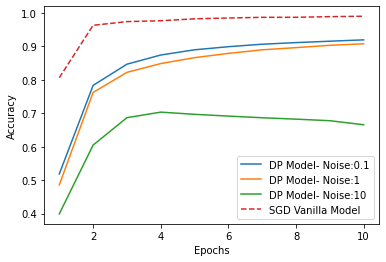 1.0
0.9
0.8
0.7
0.6
0.5
0.4
Accuracy
DP Model- Noise:0.1
DP Model- Noise:1
DP Model- Noise:10
SGD Vanilla Model
2 4 6 8 10
Epochs